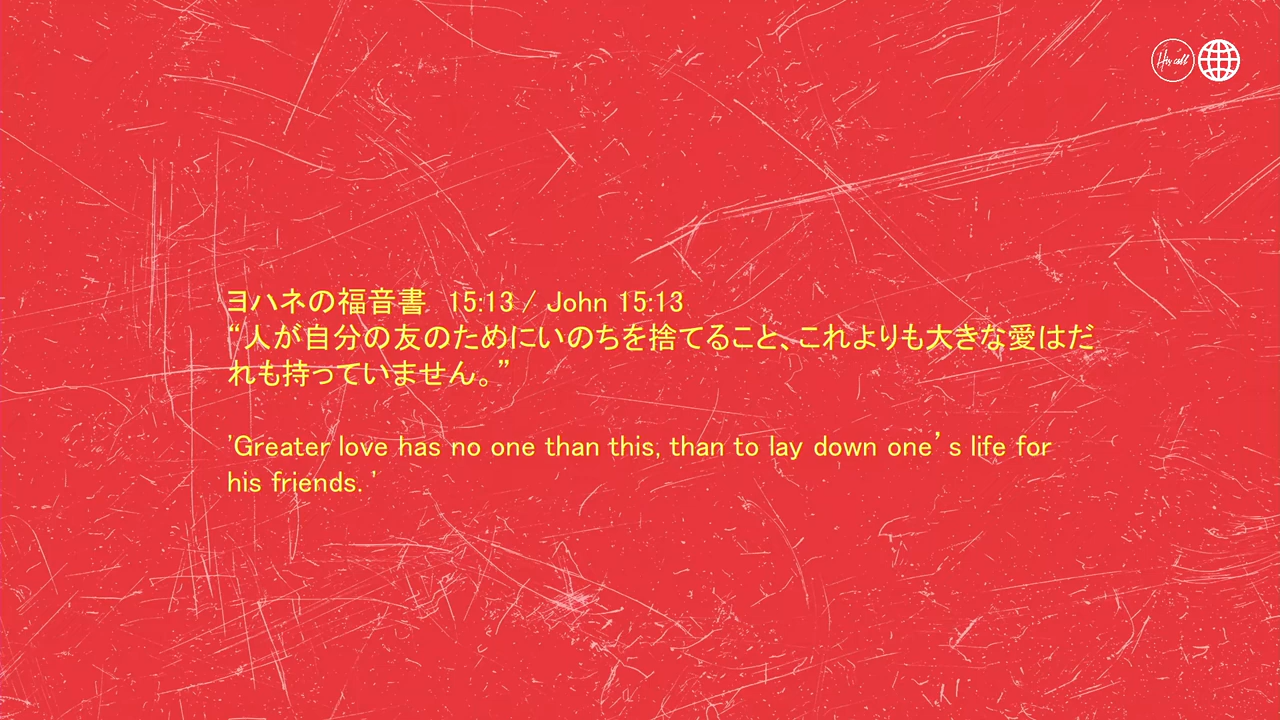 His call
ヨハネの福音書　15:13 / John 15:13
“人が自分の友のためにいのちを捨てること、これよりも大きな愛はだ
れも持っていません。”
'Greater love has no one than this, than to lay down one’s life for
his friends. '